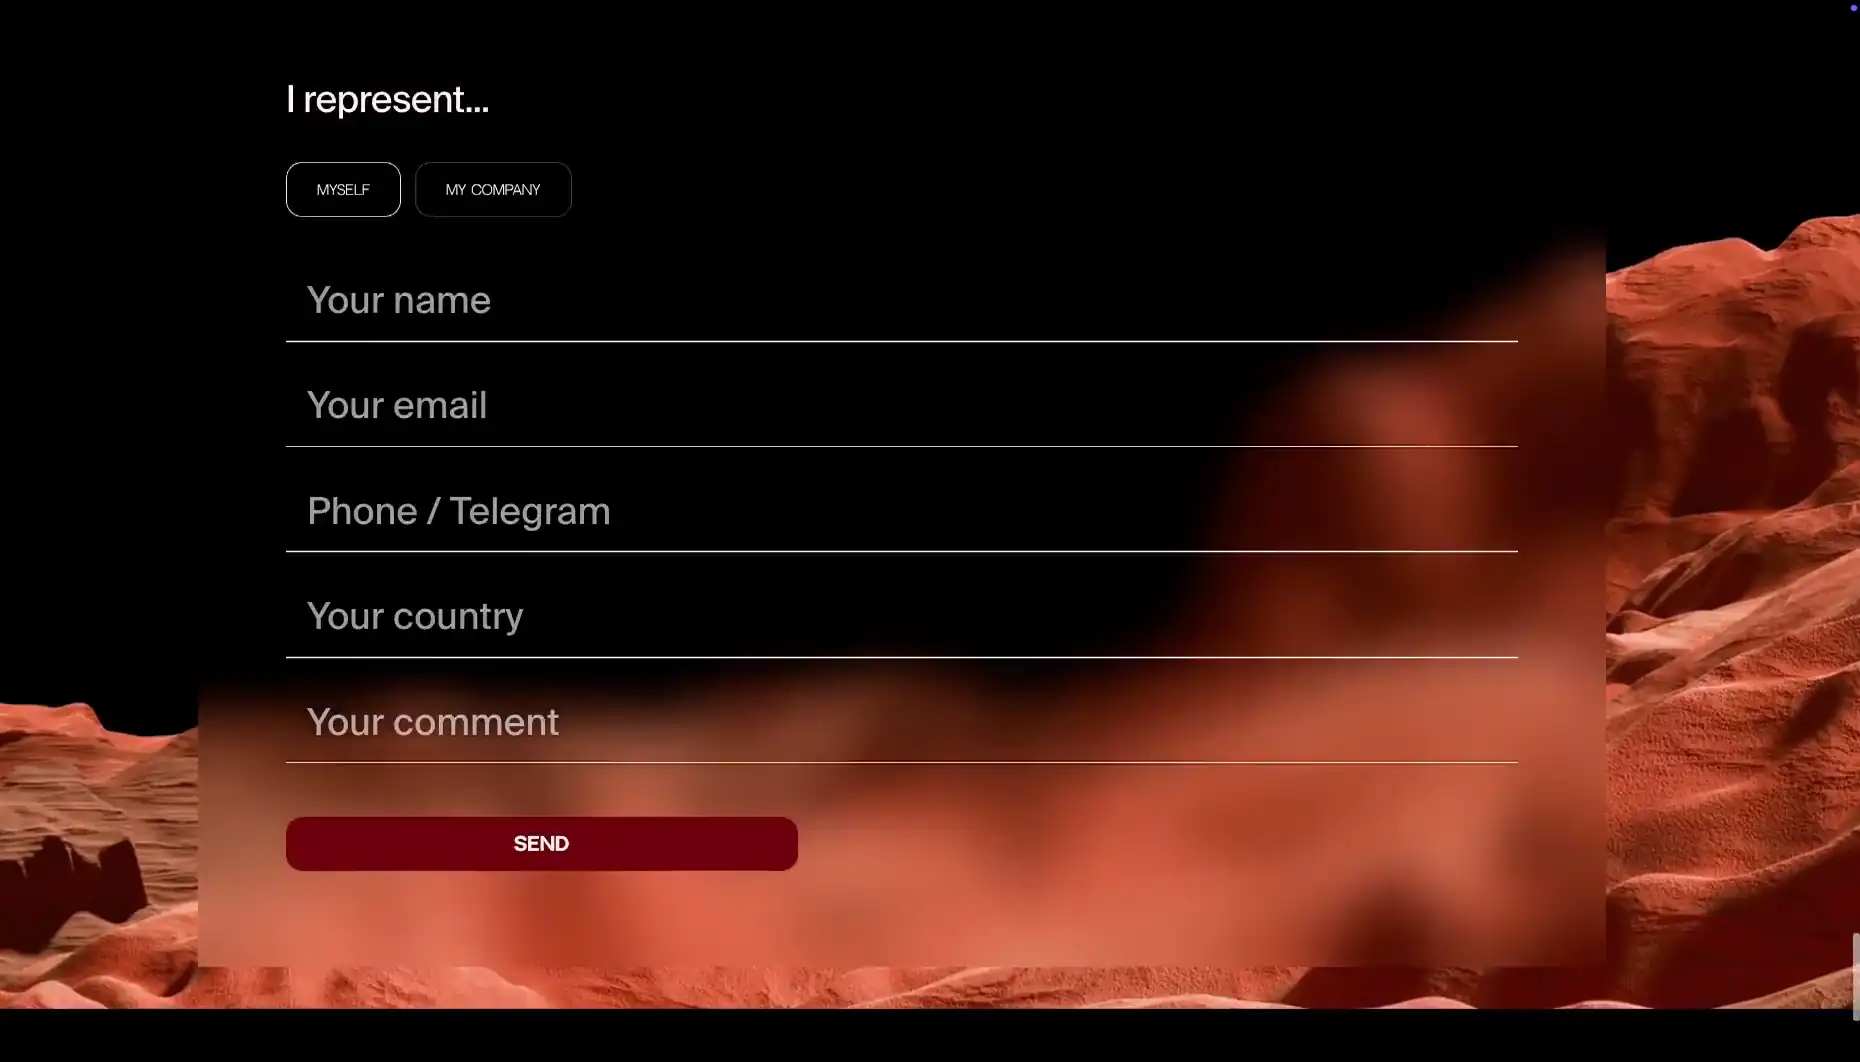 I represent...
MYSELF
MY COMPANY
Your name
Your email
Phone / Telegram
Your country
Your comment
SEND